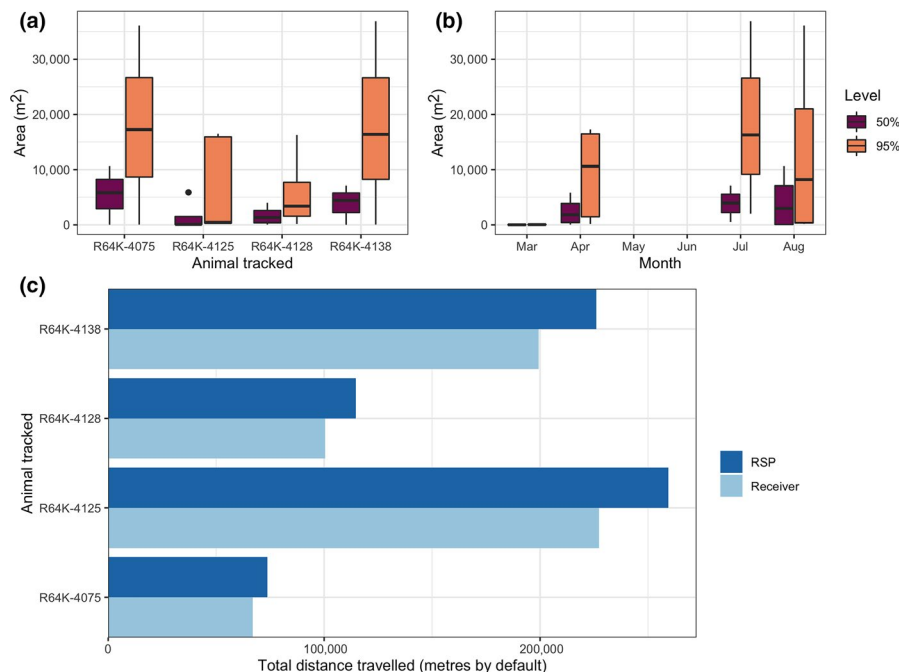 (a)
Area (m2)
30,000
20,000
10,000
0
R64K-4075 R64K-4125 R64K-4128 R64K-4138
Animal tracked
(b)
Area (m2)
30,000
20,000
10,000
0
Mar Apr May Jun Jul Aug
Month
Level
50%
95%
(c)
Animal tracked
R64K-4138
R64K-4128
R64K-4125
R64K-4075
0 100,000 200,000
Total distance travelled (metres by default)
RSP
Receiver